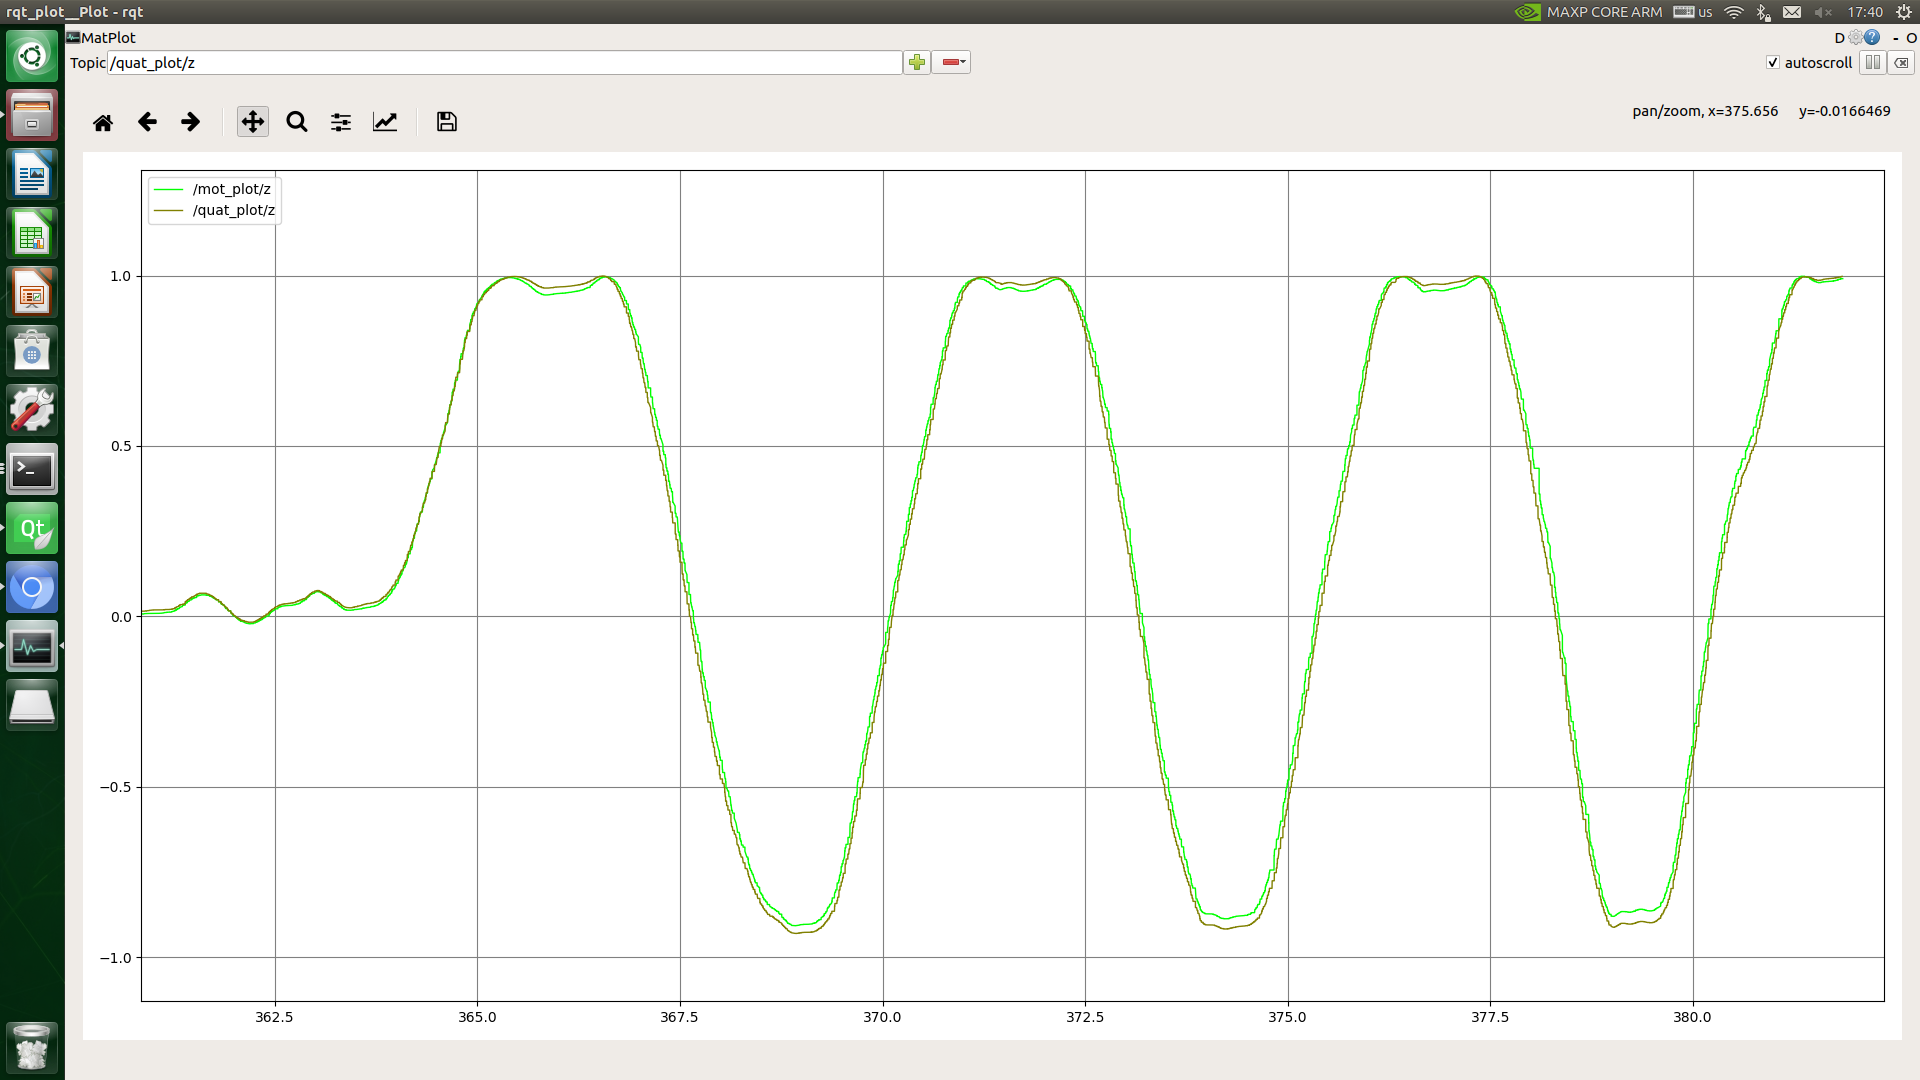 rqt_plot__Plot - rqt
MAXP CORE ARM us 17:40
MatPlot
D - O
Topic /quat_plot/z
autoscroll
pan/zoom, x=375.656 y=-0.0166469
/mot_plot/z
/quat_plot/z
1.0
0.5
0.0
−0.5
−1.0
362.5 365.0 367.5 370.0 372.5 375.0 377.5 380.0
Qt